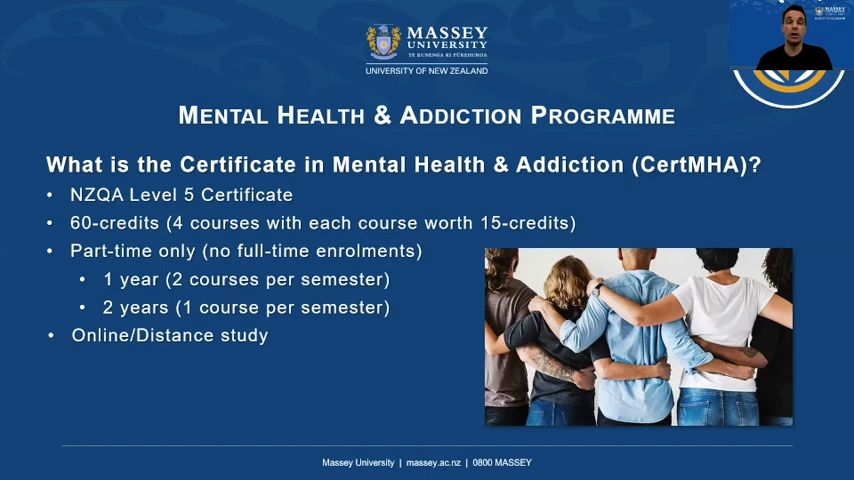 MASSEY
UNIVERSITY
TE KUNENGA KI PŪREHUROA
UNIVERSITY OF NEW ZEALAND
MENTAL HEALTH & ADDICTION PROGRAMME
What is the Certificate in Mental Health & Addiction (CertMHA)?
• NZQA Level 5 Certificate
• 60-credits (4 courses with each course worth 15-credits)
• Part-time only (no full-time enrolments)
• 1 year (2 courses per semester)
• 2 years (1 course per semester)
• Online/Distance study
Massey University | massey.ac.nz | 0800 MASSEY